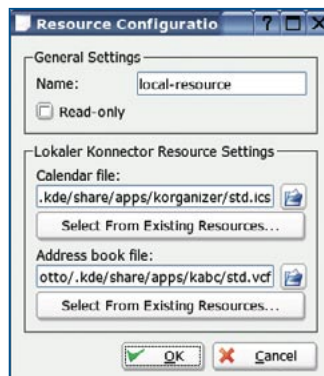 Resource Configuratio
General Settings
Name: local-resource
Read-only
Lokaler Konnector Resource Settings
Calendar file:
.kde/share/apps/korganizer/std.ics
Select From Existing Resources...
Address book file:
otto/.kde/share/apps/kabc/std.vcf
Select From Existing Resources...
OK Cancel